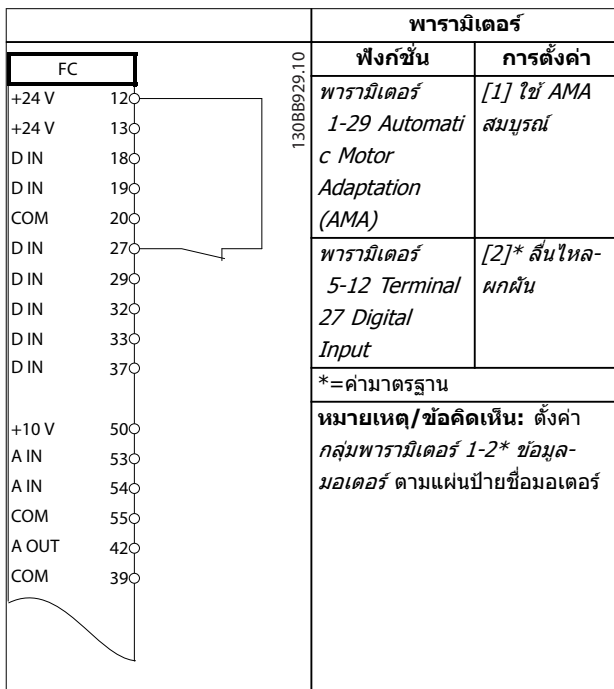 FC
+24 V 12
+24 V 13
D IN 18
D IN 19
COM 20
D IN 27
D IN 29
D IN 32
D IN 33
D IN 37
+10 V 50
A IN 53
A IN 54
COM 55
A OUT 42
COM 39
130BB929.10
พารามิเตอร์
ฟังก์ชั่น การตั้งค่า
พารามิเตอร์
1-29 Automati
c Motor
Adaptation
(AMA)
[1] ใช้ AMA
สมบูรณ์
พารามิเตอร์
5-12 Terminal
27 Digital
Input
[2]* ลื่นไหล-
ผกผัน
*=ค่ามาตรฐาน
หมายเหตุ/ข้อคิดเห็น: ตั้งค่า
กลุ่มพารามิเตอร์ 1-2* ข้อมูล-
มอเตอร์ ตามแผ่นป้ายชื่อมอเตอร์